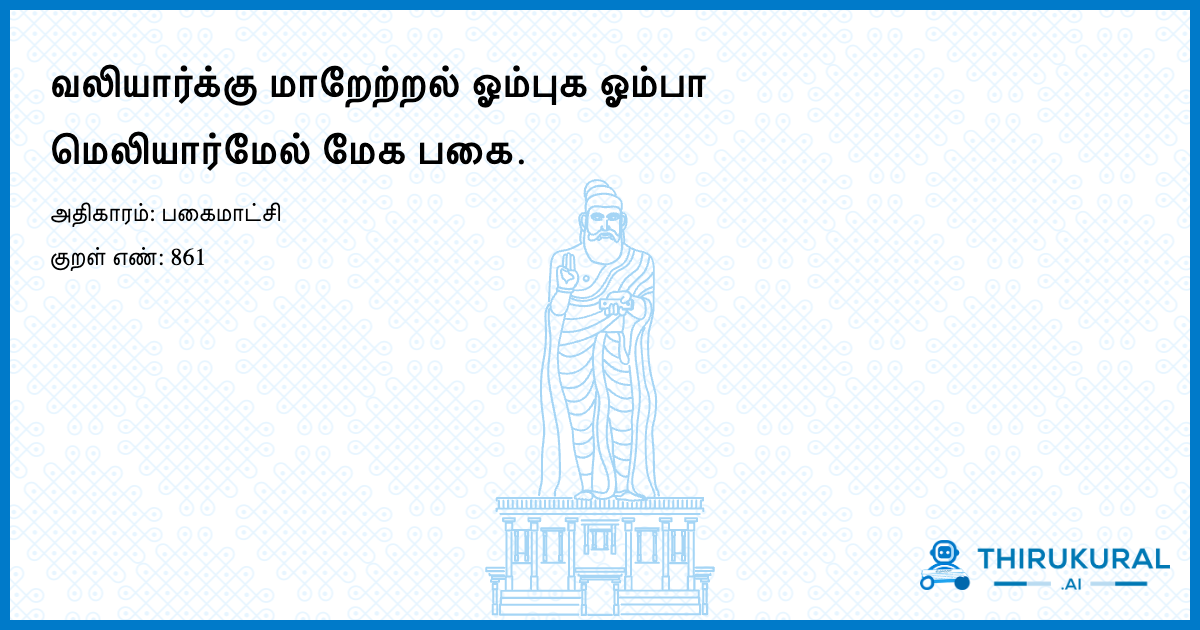 வலியார்க்கு மாறேற்றல் ஓம்புக ஓம்பா
மெலியார்மேல் மேக பகை.
அதிகாரம்: பகைமாட்சி
குறள் எண்: 861
THIRUKURAL
.AI